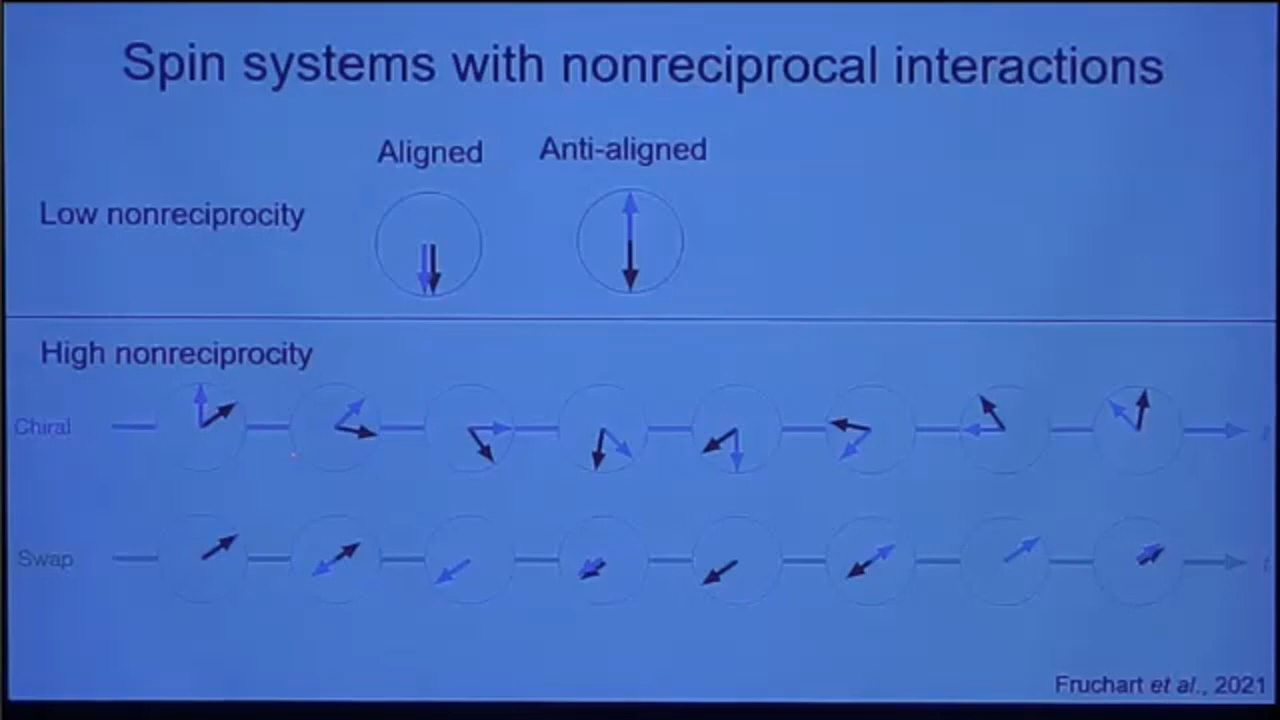 Spin systems with nonreciprocal interactions
Aligned
Anti-aligned
Low nonreciprocity
High nonreciprocity
Chiral
Swap
t
Fruchart et al., 2021